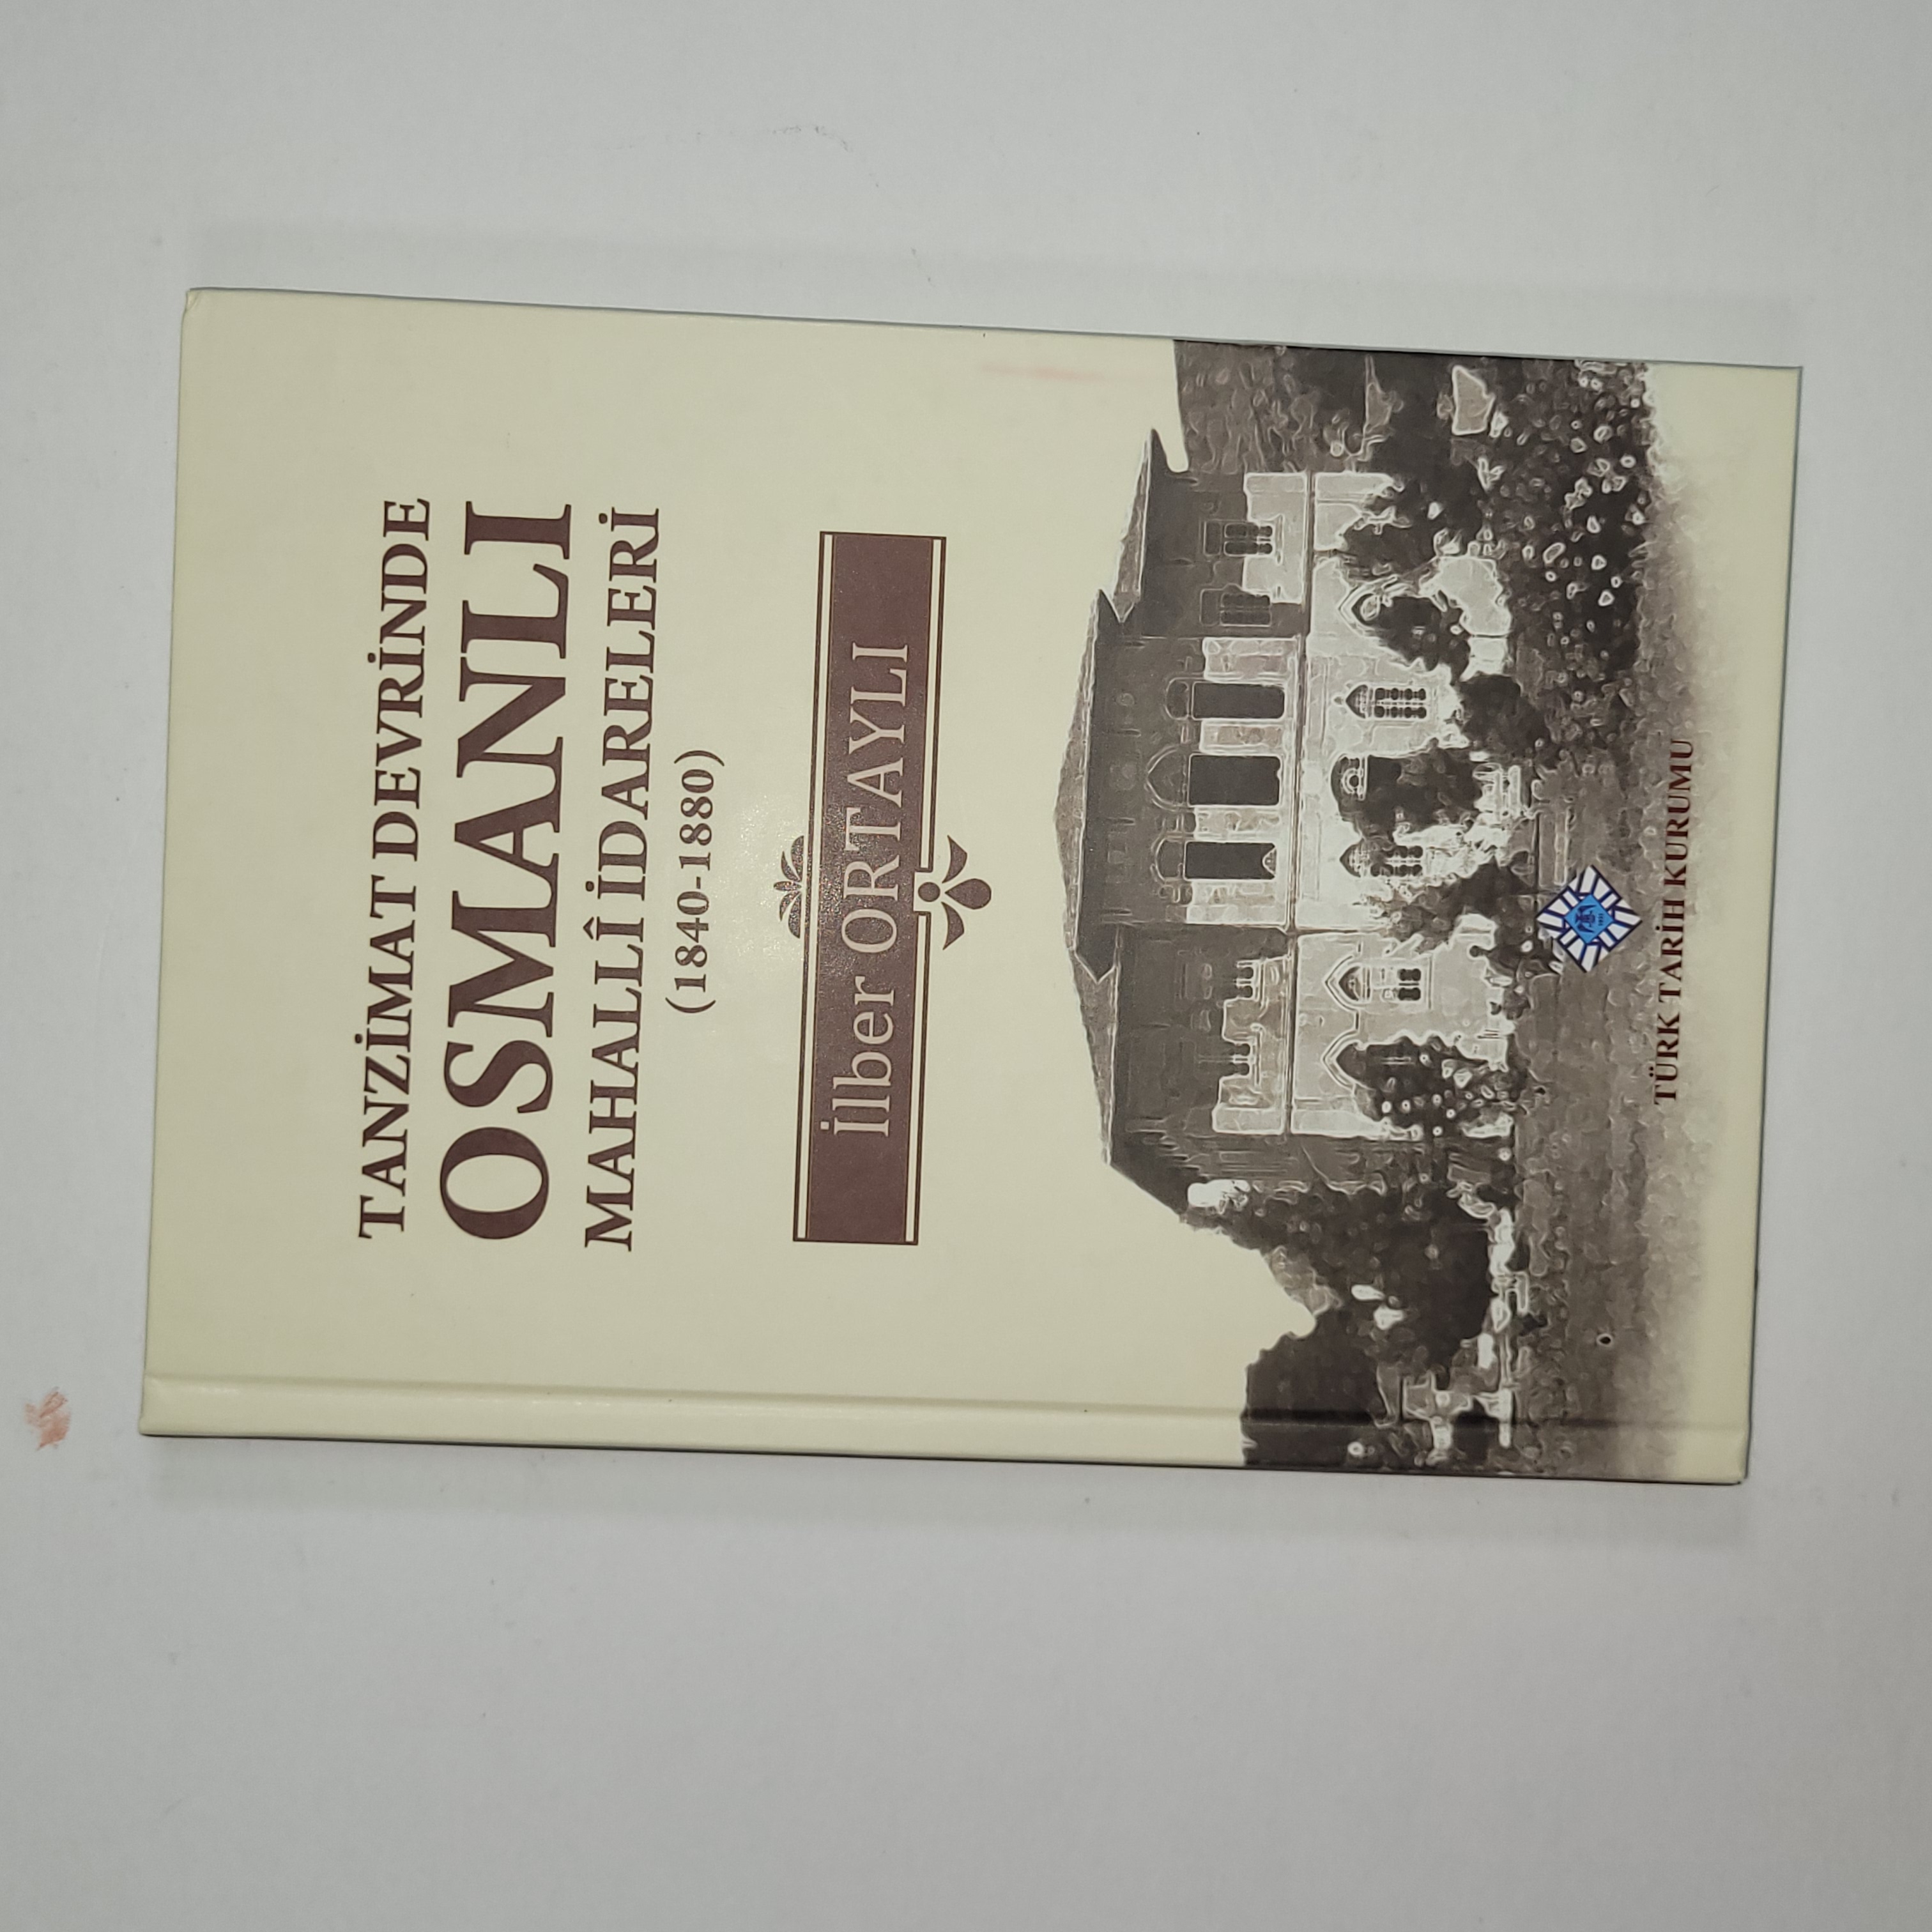 TANZİMAT DEVRİNDE
OSMANLI
MAHALLÎ İDARELERİ
(1840-1880)
İlber ORTAYLI
TÜRK TARİH KURUMU